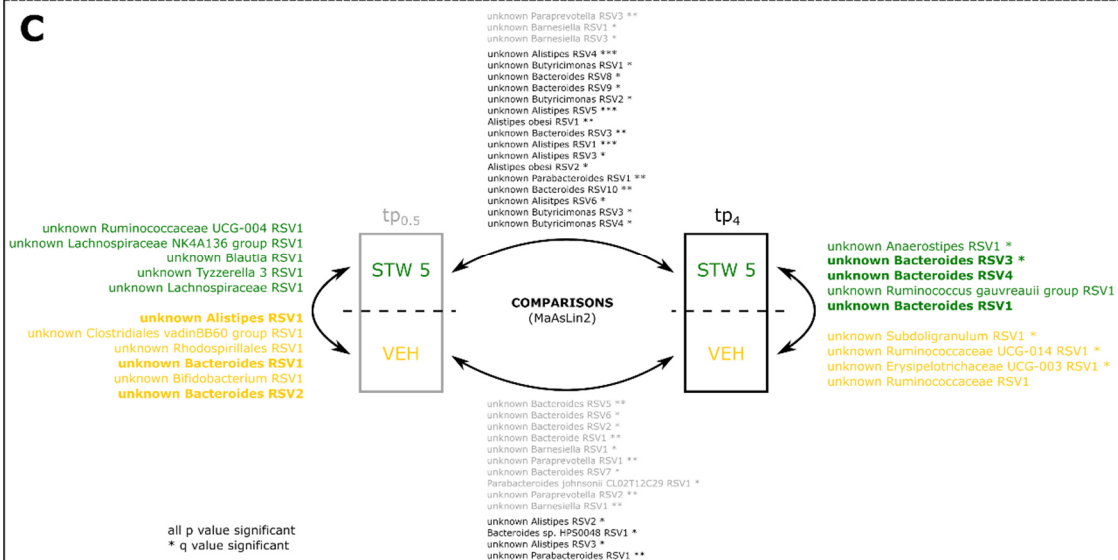 C
unknown Paraprevotella RSV3 **
unknown Barnesiella RSV1 *
unknown Barnesiella RSV3 *
unknown Alistipes RSV4 ***
unknown Butyricimonas RSV1 *
unknown Bacteroides RSV8 *
unknown Bacteroides RSV9 *
unknown Butyricimonas RSV2 *
unknown Alistipes RSV5 ***
Alistipes obesi RSV1 **
unknown Bacteroides RSV3 **
unknown Alistipes RSV1 ***
unknown Alistipes RSV3 *
Alistipes obesi RSV2 *
unknown Parabacteroides RSV1 **
unknown Bacteroides RSV10 **
unknown Alisitpes RSV6 *
unknown Butyricimonas RSV3 *
unknown Butyricimonas RSV4 *
unknown Ruminococcaceae UCG-004 RSV1
unknown Lachnospiraceae NK4A136 group RSV1
unknown Blautia RSV1
unknown Tyzzerella 3 RSV1
unknown Lachnospiraceae RSV1
unknown Alistipes RSV1
unknown Clostridiales vadinBB60 group RSV1
unknown Rhodospirillales RSV1
unknown Bacteroides RSV1
unknown Bifidobacterium RSV1
unknown Bacteroides RSV2
tp0.5
STW 5
VEH
COMPARISONS
(MaAsLin2)
tp4
STW 5
VEH
unknown Anaerostipes RSV1 *
unknown Bacteroides RSV3 *
unknown Bacteroides RSV4
unknown Ruminococcus gauvreauii group RSV1
unknown Bacteroides RSV1
unknown Subdoligranulum RSV1 *
unknown Ruminococcaceae UCG-014 RSV1 *
unknown Erysipelotrichaceae UCG-003 RSV1 *
unknown Ruminococcaceae RSV1
unknown Bacteroides RSV5 **
unknown Bacteroides RSV6 *
unknown Bacteroides RSV2 *
unknown Bacteroide RSV1 **
unknown Barnesiella RSV1 *
unknown Paraprevotella RSV1 **
unknown Bacteroides RSV7 *
Parabacteroides johnsonii CL02T12C29 RSV1 *
unknown Paraprevotella RSV2 **
unknown Barnesiella RSV1 **
unknown Alistipes RSV2 *
Bacteroides sp. HPS0048 RSV1 *
unknown Alistipes RSV3 *
unknown Parabacteroides RSV1 **
all p value significant
* q value significant